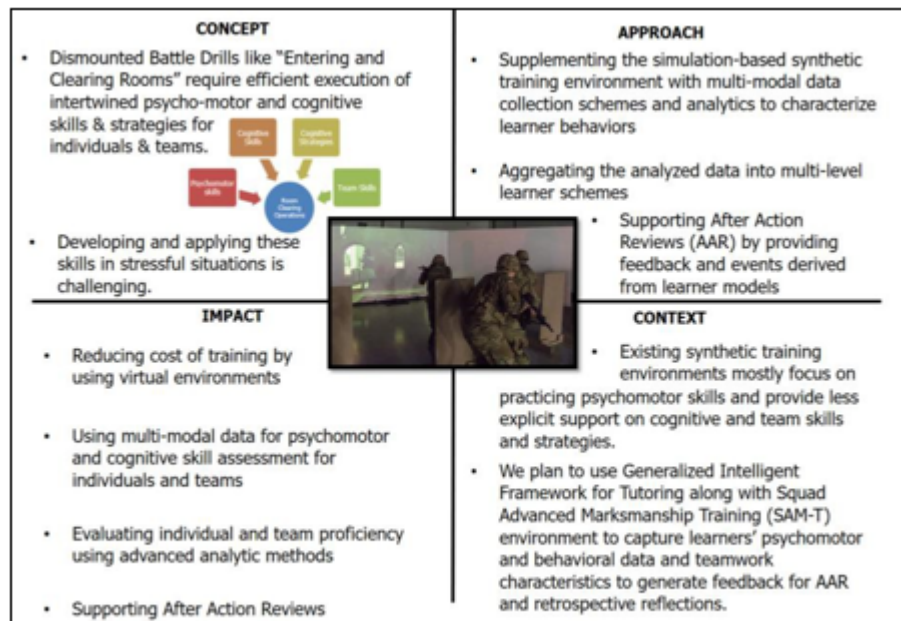 CONCEPT
• Dismounted Battle Drills like “Entering and
Clearing Rooms” require efficient execution of
intertwined psycho-motor and cognitive
skills & strategies for
individuals & teams.
Cognitive
Skills
Cognitive
Strategies
Psychomotor
skills
Team Skills
Room
Clearing
Operations
• Developing and applying these
skills in stressful situations is
challenging.
APPROACH
• Supplementing the simulation-based synthetic
training environment with multi-modal data
collection schemes and analytics to characterize
learner behaviors
• Aggregating the analyzed data into multi-level
learner schemes
• Supporting After Action
Reviews (AAR) by providing
feedback and events derived
from learner models
IMPACT
• Reducing cost of training by
using virtual environments
• Using multi-modal data for psychomotor
and cognitive skill assessment for
individuals and teams
• Evaluating individual and team proficiency
using advanced analytic methods
• Supporting After Action Reviews
CONTEXT
• Existing synthetic training
environments mostly focus on
practicing psychomotor skills and provide less
explicit support on cognitive and team skills
and strategies.
• We plan to use Generalized Intelligent
Framework for Tutoring along with Squad
Advanced Marksmanship Training (SAM-T)
environment to capture learners’ psychomotor
and behavioral data and teamwork
characteristics to generate feedback for AAR
and retrospective reflections.